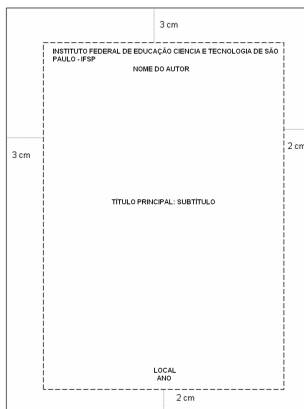 3 cm
INSTITUTO FEDERAL DE EDUCAÇÃO CIENCIA E TECNOLOGIA DE SÃO
PAULO - IFSP
NOME DO AUTOR
3 cm
2 cm
TÍTULO PRINCIPAL: SUBTÍTULO
LOCAL
ANO
2 cm